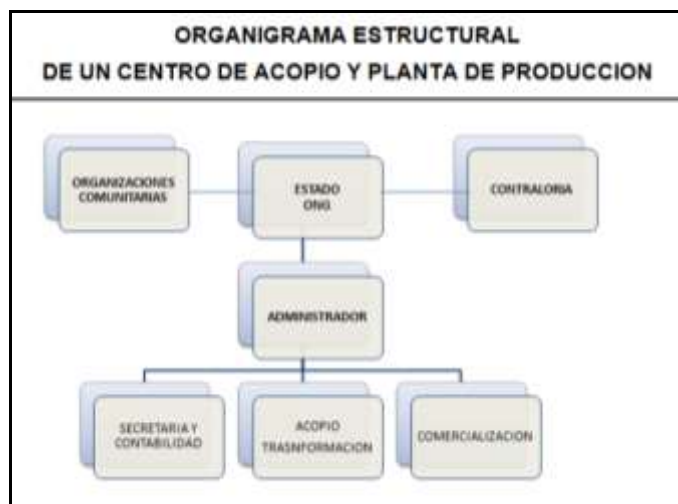 ORGANIGRAMA ESTRUCTURAL
DE UN CENTRO DE ACOPIO Y PLANTA DE PRODUCCION
ORGANIZACIONES
COMUNITARIAS
ESTADO
ONG
CONTRALORIA
ADMINISTRADOR
SECRETARIA Y
CONTABILIDAD
ACOPIO
TRASNFORMACION
COMERCIALIZACION